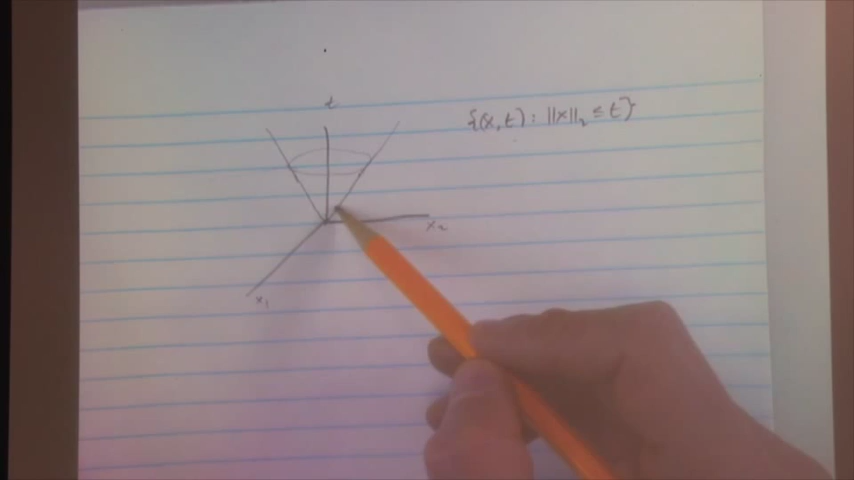 t
{(x,t) : ||x||₂ ≤ t}
x₂
x₁